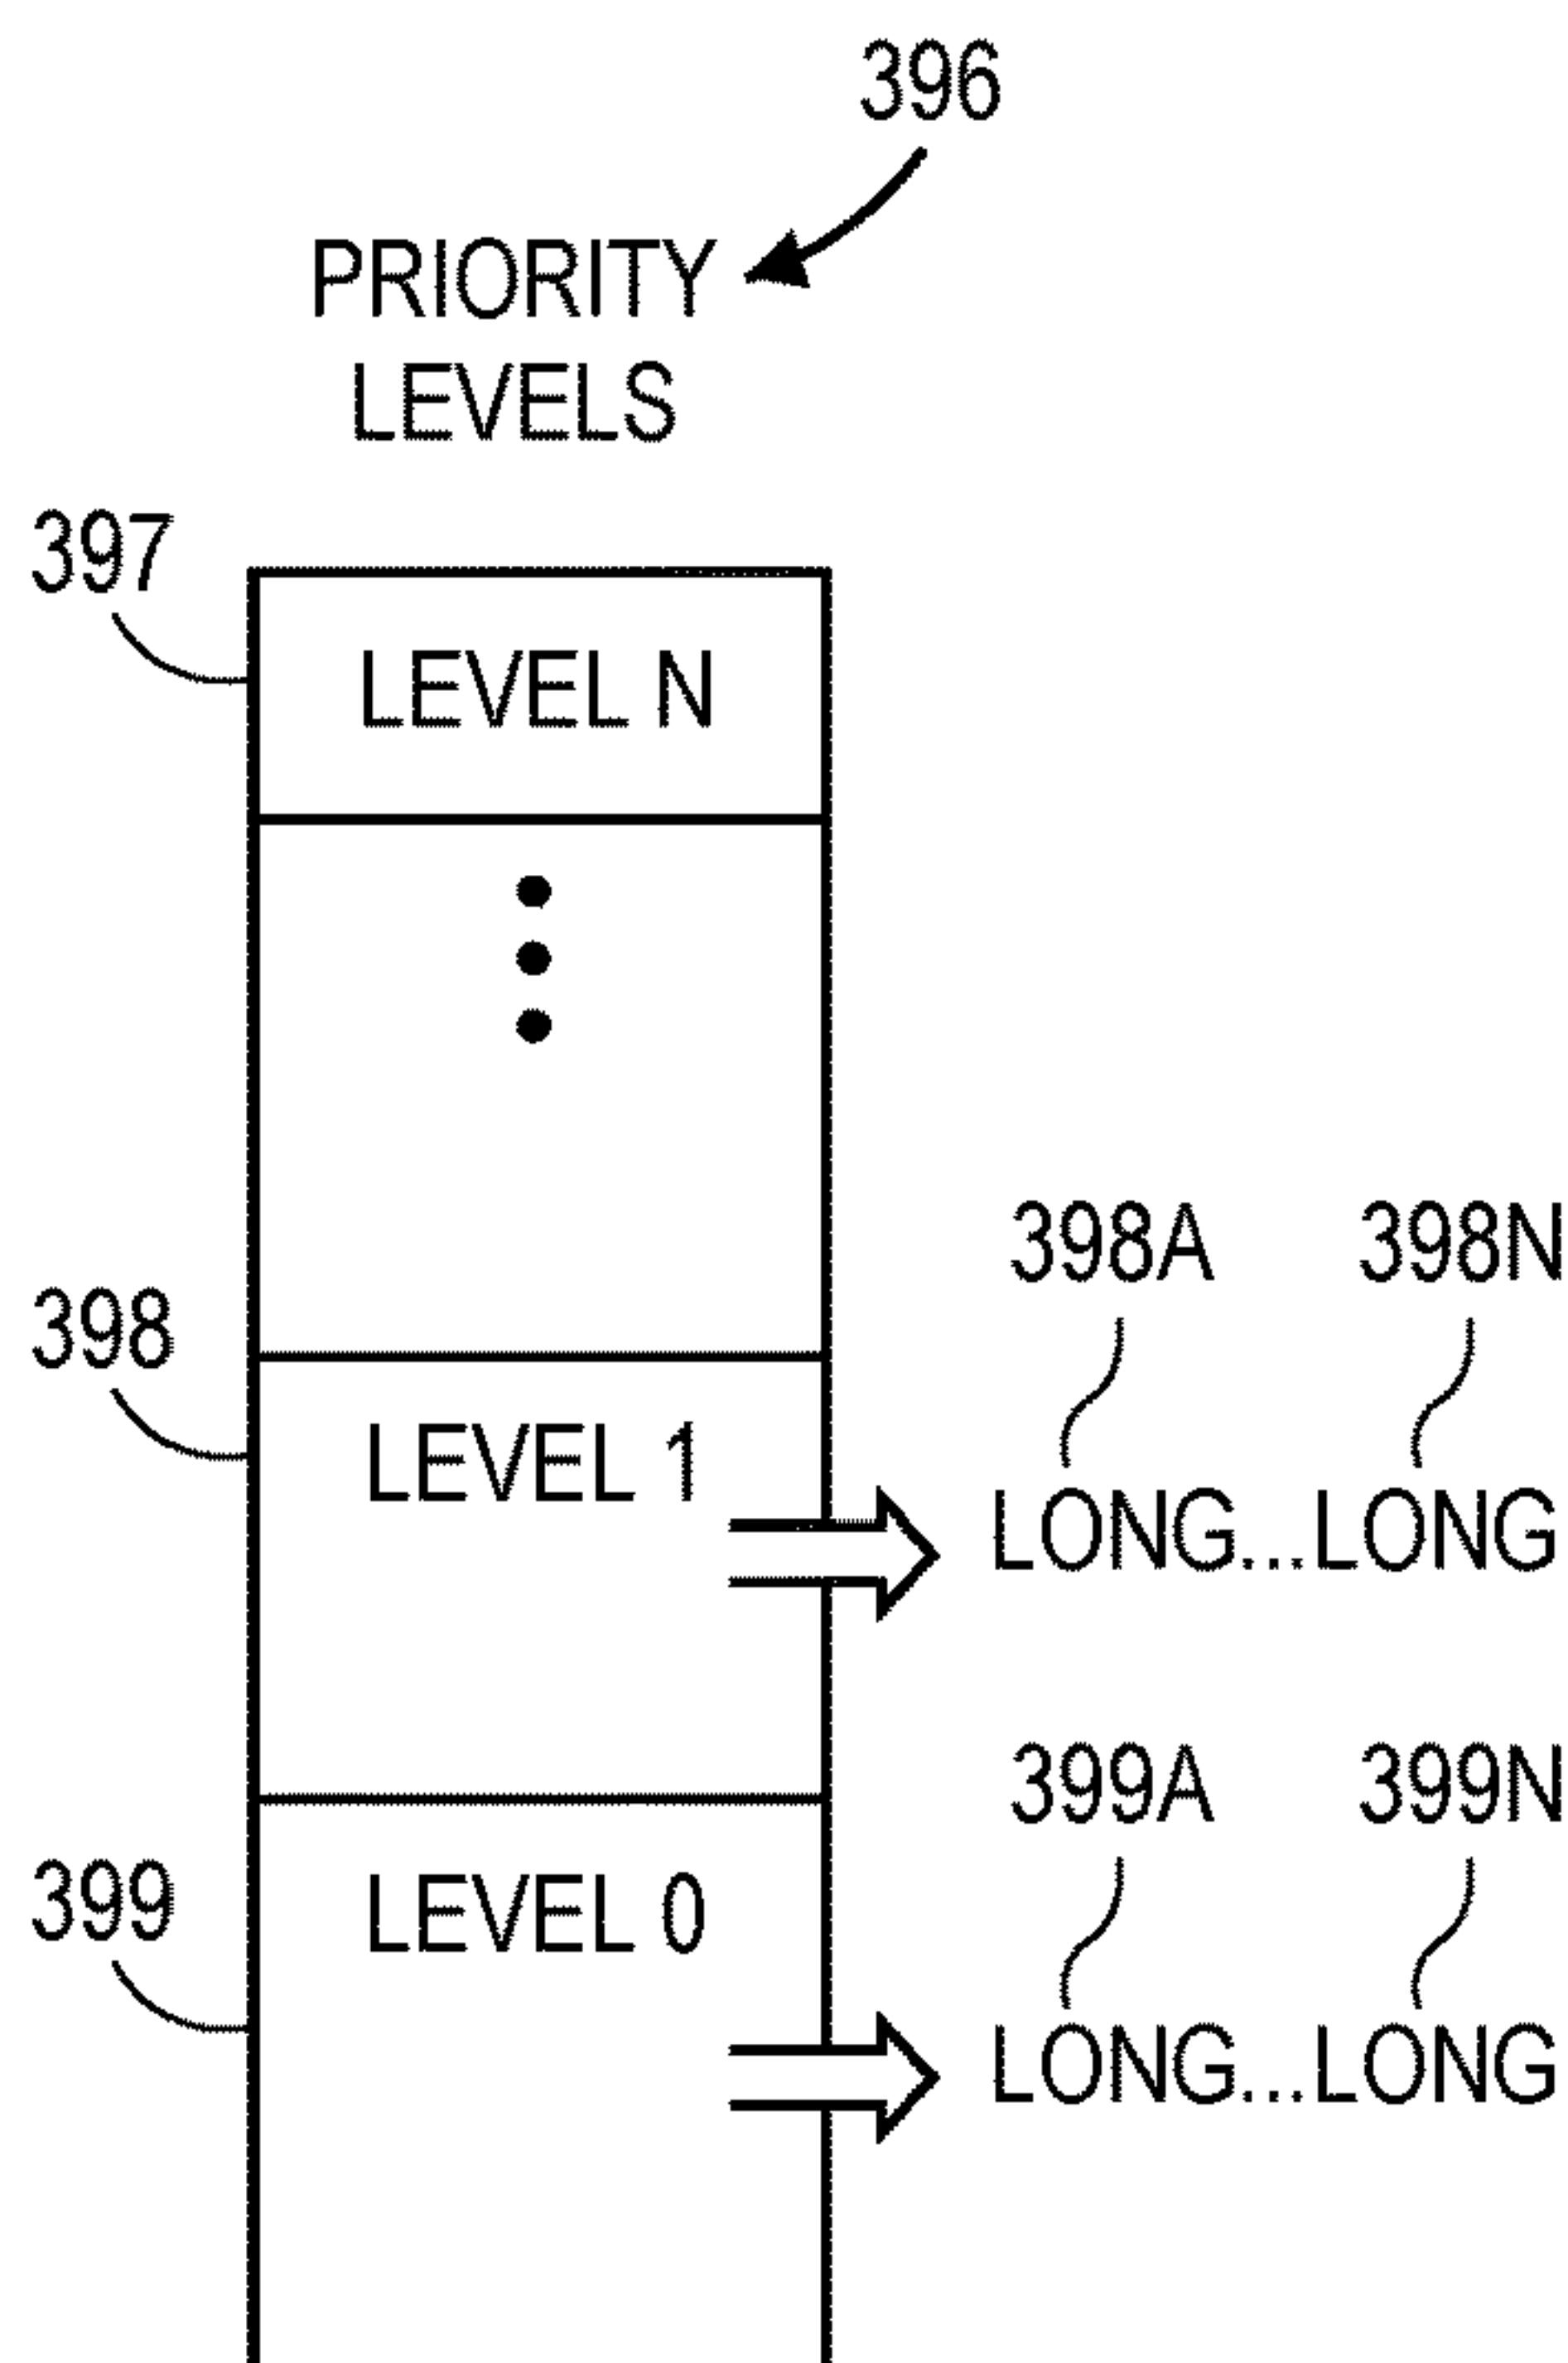 396
PRIORITY
LEVELS
397
LEVEL N
398A 398N
398
LEVEL 1
LONG...LONG
399A 399N
399
LEVEL 0
LONG...LONG